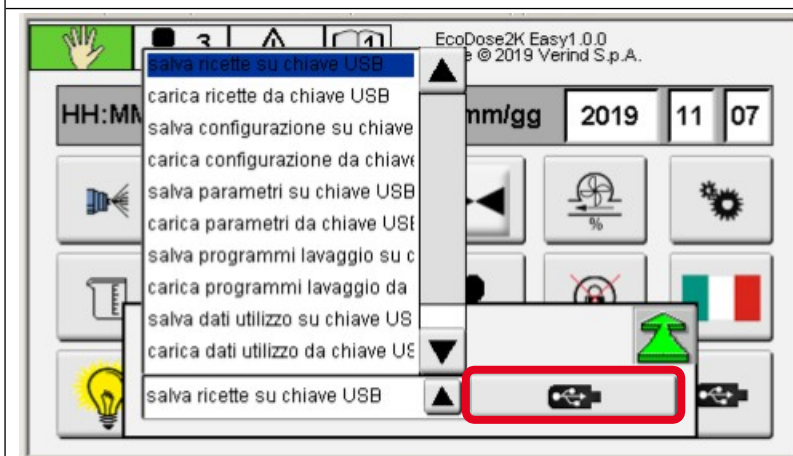 3
1
EcoDose2K Easy1.0.0
© 2019 Verind S.p.A.
salva ricette su chiave USB
carica ricette da chiave USB
HH:MM
mm/gg
2019
11
07
salva configurazione su chiave
carica configurazione da chiave
salva parametri su chiave USB
carica parametri da chiave USB
%
salva programmi lavaggio su c
carica programmi lavaggio da
salva dati utilizzo su chiave US
carica dati utilizzo da chiave US
salva ricette su chiave USB